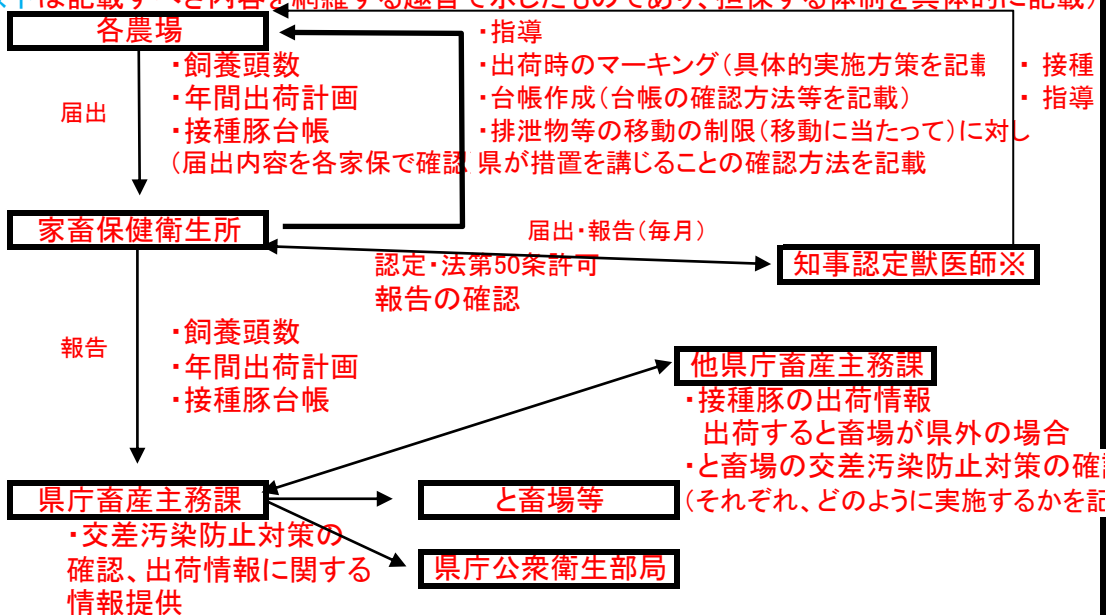 ストは記載すべき内容を網羅する趣旨で示したものであり、担保する体制を具体的に記載）
各農場
・指導
・飼養頭数
・出荷時のマーキング（具体的実施方策を記載
・ 接種
・年間出荷計画
・台帳作成（台帳の確認方法等を記載）
・ 指導
届出
・接種豚台帳
・排泄物等の移動の制限（移動に当たって）に対し
（届出内容を各家保で確認
県が措置を講じることの確認方法を記載
家畜保健衛生所
届出・報告（毎月）
認定・法第50条許可
知事認定獣医師※
報告の確認
・飼養頭数
報告
・年間出荷計画
他県庁畜産主務課
・接種豚台帳
・接種豚の出荷情報
出荷すると畜場が県外の場合
・と畜場の交差汚染防止対策の確
県庁畜産主務課
と畜場等
（それぞれ、どのように実施するかを記
・交差汚染防止対策の
確認、出荷情報に関する
県庁公衆衛生部局
情報提供